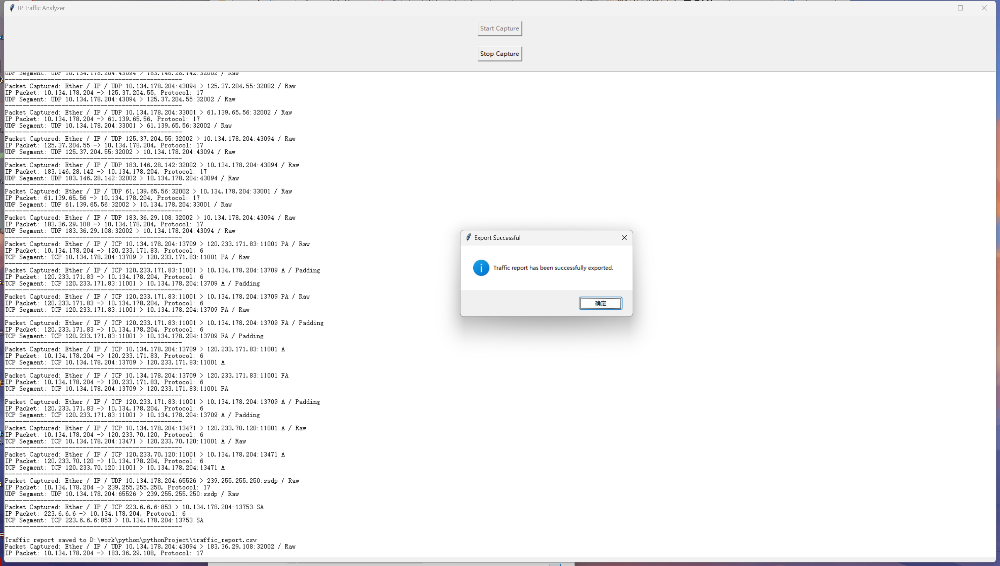 IP Traffic Analyzer
Start Capture
Stop Capture
UDP Segment: UDP 10.134.178.204:43094 > 183.146.28.142:32002 / Raw
--------------------------------------------------
Packet Captured: Ether / IP / UDP 10.134.178.204:43094 > 125.37.204.55:32002 / Raw
IP Packet: 10.134.178.204 -> 125.37.204.55, Protocol: 17
UDP Segment: UDP 10.134.178.204:43094 > 125.37.204.55:32002 / Raw
--------------------------------------------------
Packet Captured: Ether / IP / UDP 10.134.178.204:33001 > 61.139.65.56:32002 / Raw
IP Packet: 10.134.178.204 -> 61.139.65.56, Protocol: 17
UDP Segment: UDP 10.134.178.204:33001 > 61.139.65.56:32002 / Raw
--------------------------------------------------
Packet Captured: Ether / IP / UDP 125.37.204.55:32002 > 10.134.178.204:43094 / Raw
IP Packet: 125.37.204.55 -> 10.134.178.204, Protocol: 17
UDP Segment: UDP 125.37.204.55:32002 > 10.134.178.204:43094 / Raw
--------------------------------------------------
Packet Captured: Ether / IP / UDP 183.146.28.142:32002 > 10.134.178.204:43094 / Raw
IP Packet: 183.146.28.142 -> 10.134.178.204, Protocol: 17
UDP Segment: UDP 183.146.28.142:32002 > 10.134.178.204:43094 / Raw
--------------------------------------------------
Packet Captured: Ether / IP / UDP 61.139.65.56:32002 > 10.134.178.204:33001 / Raw
IP Packet: 61.139.65.56 -> 10.134.178.204, Protocol: 17
UDP Segment: UDP 61.139.65.56:32002 > 10.134.178.204:33001 / Raw
--------------------------------------------------
Packet Captured: Ether / IP / UDP 183.36.29.108:32002 > 10.134.178.204:43094 / Raw
IP Packet: 183.36.29.108 -> 10.134.178.204, Protocol: 17
UDP Segment: UDP 183.36.29.108:32002 > 10.134.178.204:43094 / Raw
--------------------------------------------------
Packet Captured: Ether / IP / TCP 10.134.178.204:13709 > 120.233.171.83:11001 PA / Raw
IP Packet: 10.134.178.204 -> 120.233.171.83, Protocol: 6
TCP Segment: TCP 10.134.178.204:13709 > 120.233.171.83:11001 PA / Raw
--------------------------------------------------
Packet Captured: Ether / IP / TCP 120.233.171.83:11001 > 10.134.178.204:13709 A / Padding
IP Packet: 120.233.171.83 -> 10.134.178.204, Protocol: 6
TCP Segment: TCP 120.233.171.83:11001 > 10.134.178.204:13709 A / Padding
--------------------------------------------------
Packet Captured: Ether / IP / TCP 120.233.171.83:11001 > 10.134.178.204:13709 PA / Raw
IP Packet: 120.233.171.83 -> 10.134.178.204, Protocol: 6
TCP Segment: TCP 120.233.171.83:11001 > 10.134.178.204:13709 PA / Raw
--------------------------------------------------
Packet Captured: Ether / IP / TCP 120.233.171.83:11001 > 10.134.178.204:13709 FA / Padding
IP Packet: 120.233.171.83 -> 10.134.178.204, Protocol: 6
TCP Segment: TCP 120.233.171.83:11001 > 10.134.178.204:13709 FA / Padding
--------------------------------------------------
Packet Captured: Ether / IP / TCP 10.134.178.204:13709 > 120.233.171.83:11001 A
IP Packet: 10.134.178.204 -> 120.233.171.83, Protocol: 6
TCP Segment: TCP 10.134.178.204:13709 > 120.233.171.83:11001 A
--------------------------------------------------
Packet Captured: Ether / IP / TCP 10.134.178.204:13709 > 120.233.171.83:11001 FA
IP Packet: 10.134.178.204 -> 120.233.171.83, Protocol: 6
TCP Segment: TCP 10.134.178.204:13709 > 120.233.171.83:11001 FA
--------------------------------------------------
Packet Captured: Ether / IP / TCP 120.233.171.83:11001 > 10.134.178.204:13709 A / Padding
IP Packet: 120.233.171.83 -> 10.134.178.204, Protocol: 6
TCP Segment: TCP 120.233.171.83:11001 > 10.134.178.204:13709 A / Padding
--------------------------------------------------
Packet Captured: Ether / IP / TCP 10.134.178.204:13471 > 120.233.70.120:11001 A / Raw
IP Packet: 10.134.178.204 -> 120.233.70.120, Protocol: 6
TCP Segment: TCP 10.134.178.204:13471 > 120.233.70.120:11001 A / Raw
--------------------------------------------------
Packet Captured: Ether / IP / TCP 120.233.70.120:11001 > 10.134.178.204:13471 A
IP Packet: 120.233.70.120 -> 10.134.178.204, Protocol: 6
TCP Segment: TCP 120.233.70.120:11001 > 10.134.178.204:13471 A
--------------------------------------------------
Packet Captured: Ether / IP / UDP 10.134.178.204:65526 > 239.255.255.250:ssdp / Raw
IP Packet: 10.134.178.204 -> 239.255.255.250, Protocol: 17
UDP Segment: UDP 10.134.178.204:65526 > 239.255.255.250:ssdp / Raw
--------------------------------------------------
Packet Captured: Ether / IP / TCP 223.6.6.6:853 > 10.134.178.204:13753 SA
IP Packet: 223.6.6.6 -> 10.134.178.204, Protocol: 6
TCP Segment: TCP 223.6.6.6:853 > 10.134.178.204:13753 SA
--------------------------------------------------
Traffic report saved to D:\work\python\pythonProject\traffic_report.csv
Packet Captured: Ether / IP / UDP 10.134.178.204:43094 > 183.36.29.108:32002 / Raw
IP Packet: 10.134.178.204 -> 183.36.29.108, Protocol: 17
Export Successful
Traffic report has been successfully exported.
确定